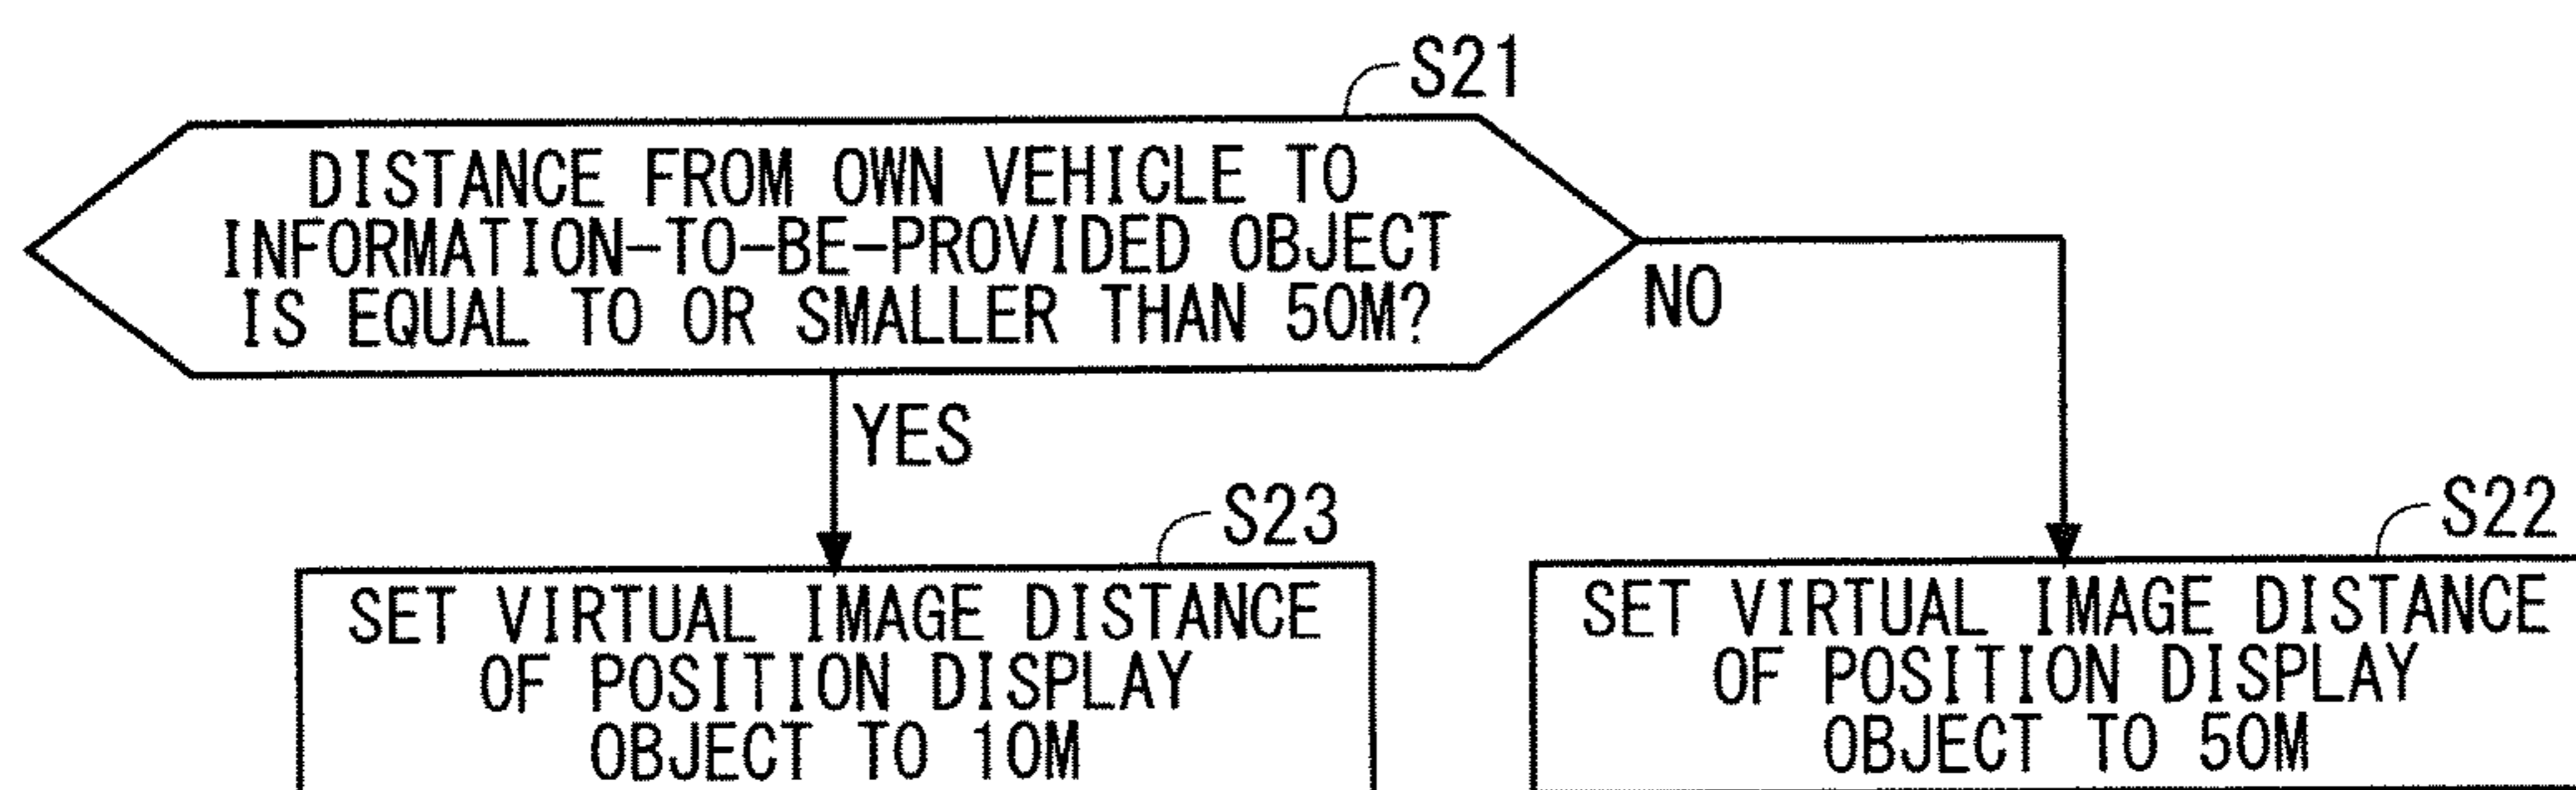 S21
DISTANCE FROM OWN VEHICLE TO
INFORMATION-TO-BE-PROVIDED OBJECT
IS EQUAL TO OR SMALLER THAN 50M?
NO
YES
S23
SET VIRTUAL IMAGE DISTANCE
OF POSITION DISPLAY
OBJECT TO 10M
S22
SET VIRTUAL IMAGE DISTANCE
OF POSITION DISPLAY
OBJECT TO 50M